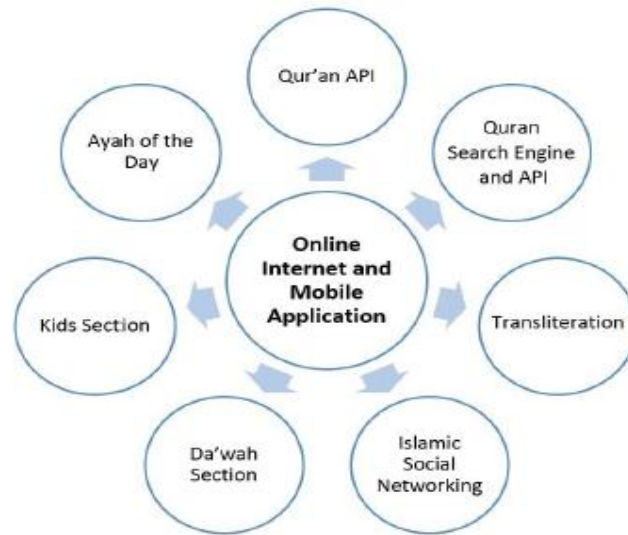 Qur'an API
Quran
Search Engine
and API
Transliteration
Islamic
Social
Networking
Da'wah
Section
Kids Section
Ayah of the
Day
Online
Internet and
Mobile
Application